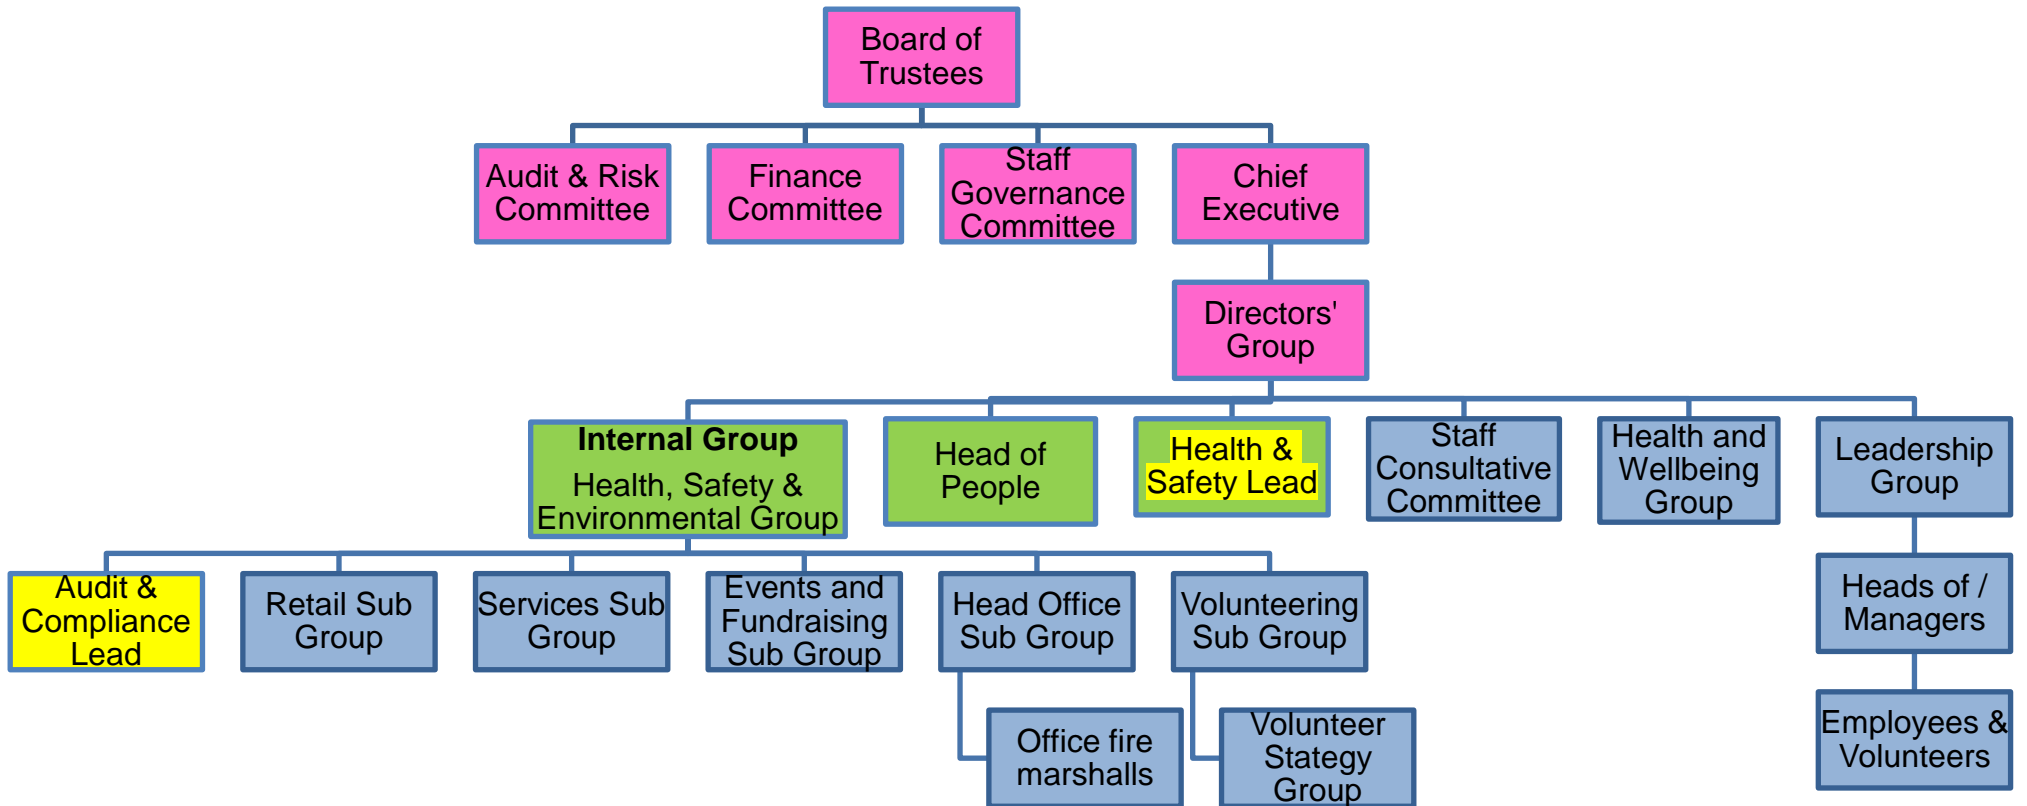 Board of
Trustees
Audit & Risk
Committee
Finance
Committee
Staff
Governance
Committee
Chief
Executive
Directors'
Group
Internal Group
Health, Safety &
Environmental Group
Head of
People
Health &
Safety Lead
Staff
Consultative
Committee
Health and
Wellbeing
Group
Leadership
Group
Audit &
Compliance
Lead
Retail Sub
Group
Services Sub
Group
Events and
Fundraising
Sub Group
Head Office
Sub Group
Volunteering
Sub Group
Heads of /
Managers
Office fire
marshalls
Volunteer
Stategy
Group
Employees &
Volunteers